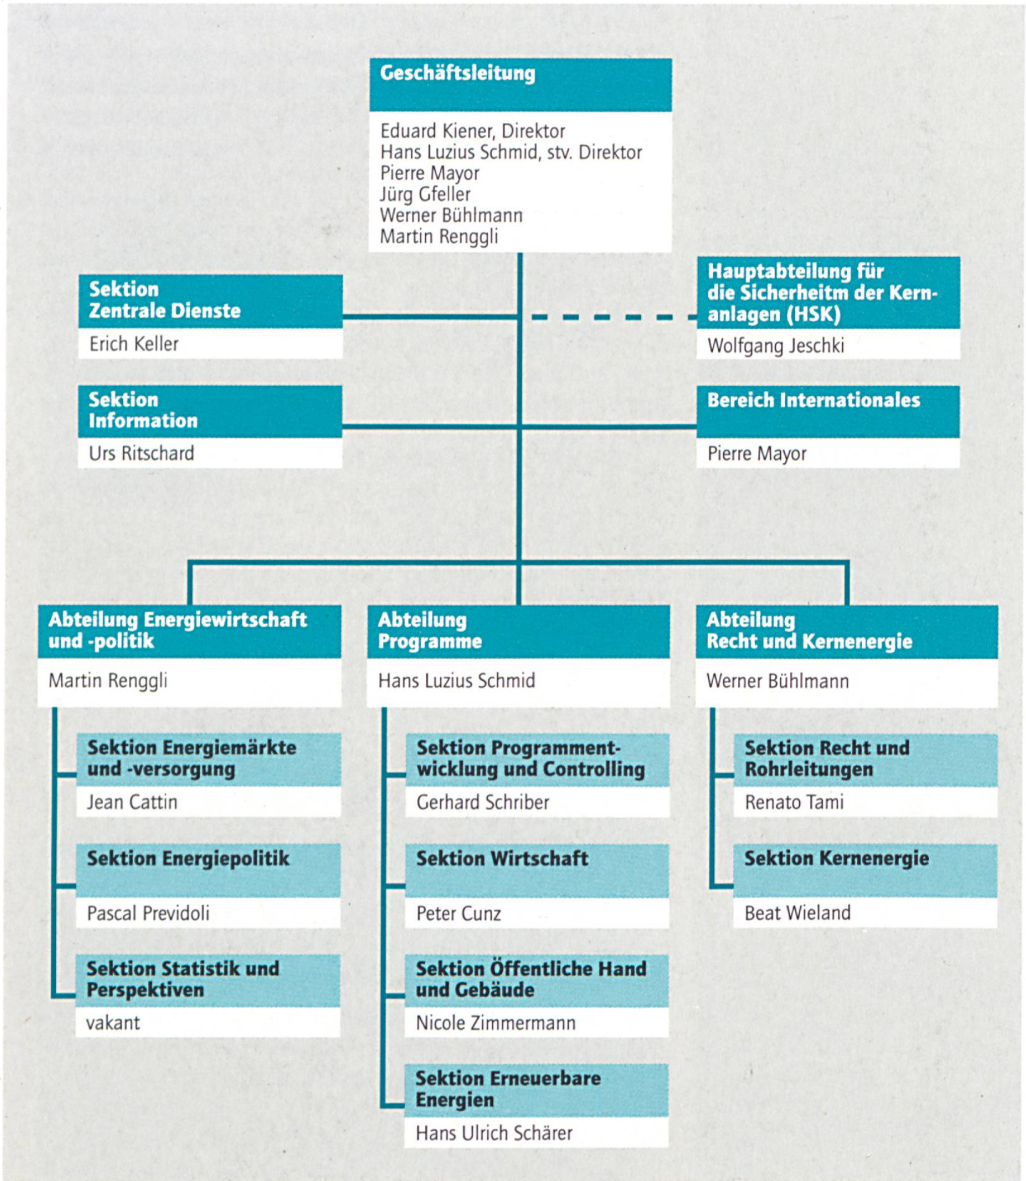 Geschäftsleitung
Eduard Kiener, Direktor
Hans Luzius Schmid, stv. Direktor
Pierre Mayor
Jürg Gfeller
Werner Bühlmann
Martin Renggli
Sektion
Zentrale Dienste
Erich Keller
Hauptabteilung für
die Sicherheitm der Kern-
anlagen (HSK)
Wolfgang Jeschki
Sektion
Information
Urs Ritschard
Bereich Internationales
Pierre Mayor
Abteilung Energiewirtschaft
und -politik
Martin Renggli
Sektion Energiemärkte
und -versorgung
Jean Cattin
Sektion Energiepolitik
Pascal Previdoli
Sektion Statistik und
Perspektiven
vakant
Abteilung
Programme
Hans Luzius Schmid
Sektion Programment-
wicklung und Controlling
Gerhard Schriber
Sektion Wirtschaft
Peter Cunz
Sektion Öffentliche Hand
und Gebäude
Nicole Zimmermann
Sektion Erneuerbare
Energien
Hans Ulrich Schärer
Abteilung
Recht und Kernenergie
Werner Bühlmann
Sektion Recht und
Rohrleitungen
Renato Tami
Sektion Kernenergie
Beat Wieland